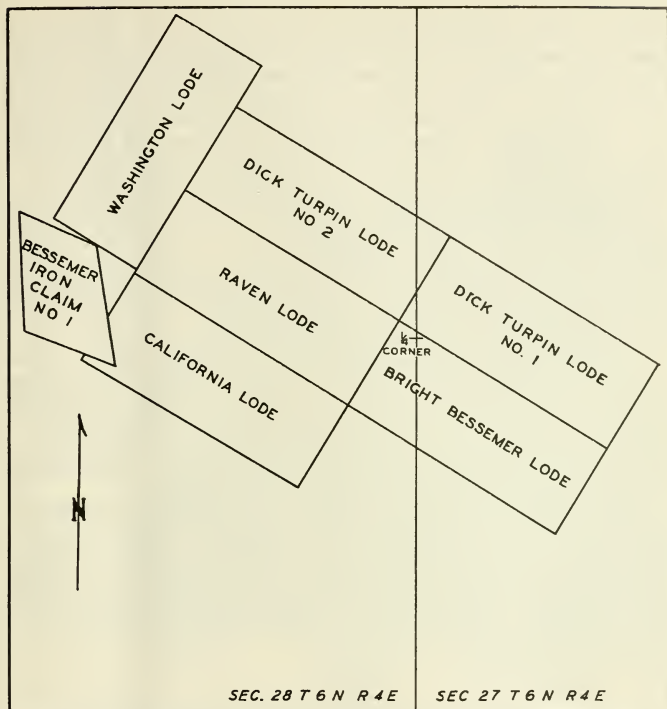 WASHINGTON LODE
DICK TURPIN LODE
NO 2
BESSEMER
IRON
CLAIM
NO 1
RAVEN LODE
DICK TURPIN LODE
NO. 1
¼
CORNER
CALIFORNIA LODE
BRIGHT BESSEMER LODE
N
SEC. 28 T 6 N R 4 E
SEC 27 T 6 N R 4 E